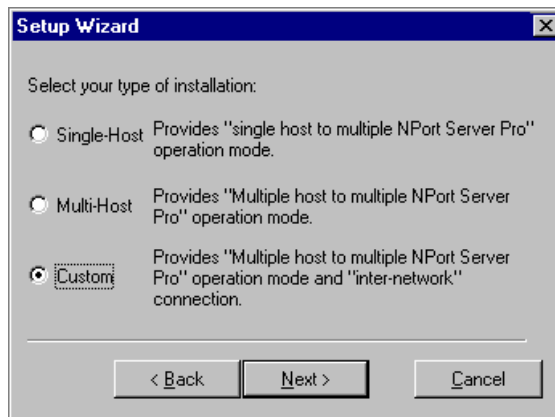 Setup Wizard
Select your type of installation:
Single-Host
Provides "single host to multiple NPort Server Pro"
operation mode.
Multi-Host
Provides "Multiple host to multiple NPort Server
Pro" operation mode.
Custom
Provides "Multiple host to multiple NPort Server
Pro" operation mode and "inter-network"
connection.
< Back
Next >
Cancel